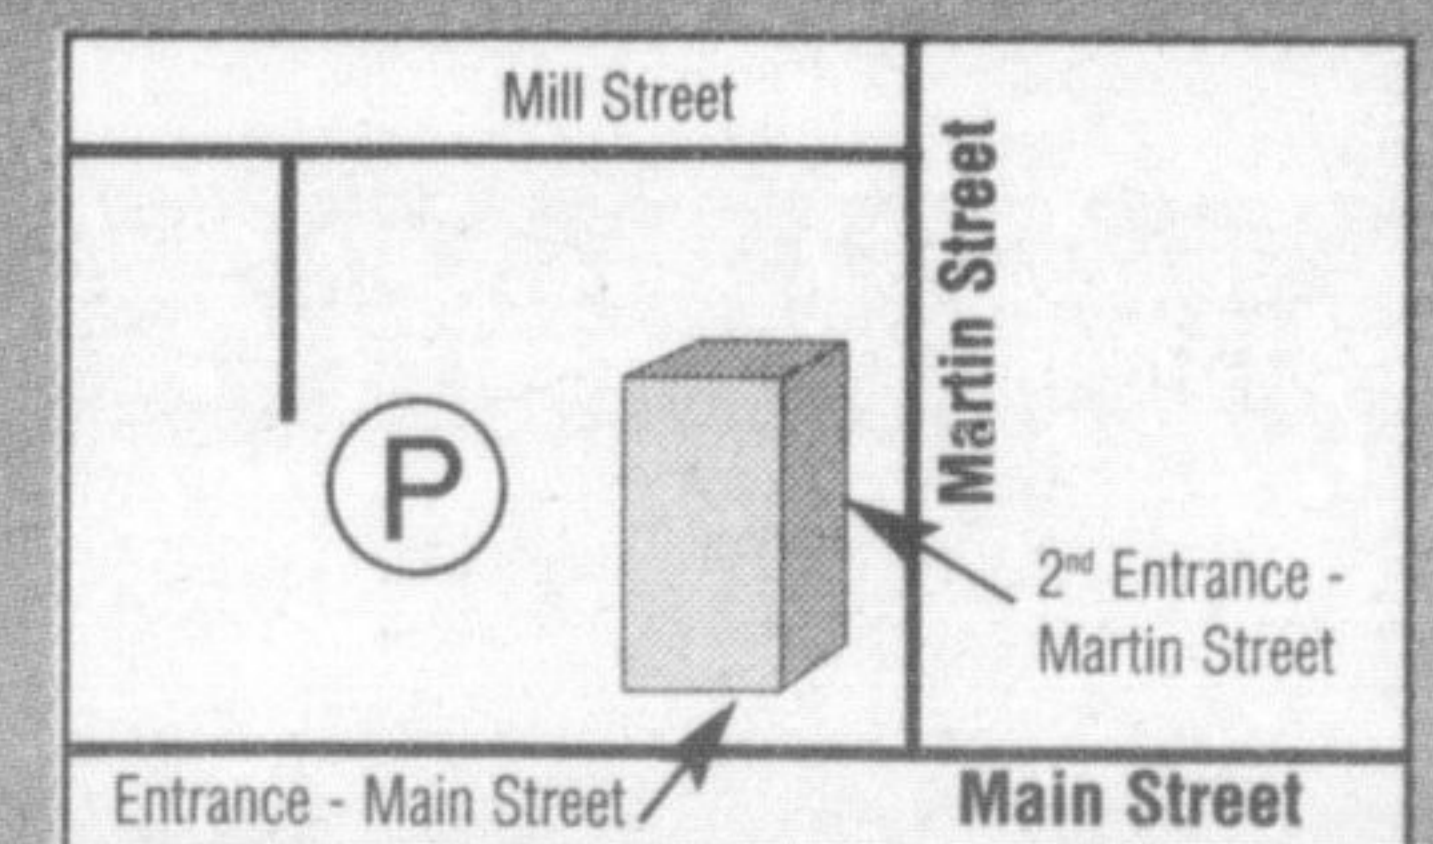 Mill Street
Martin Street
P
2nd Entrance -
Martin Street
Entrance - Main Street
Main Street